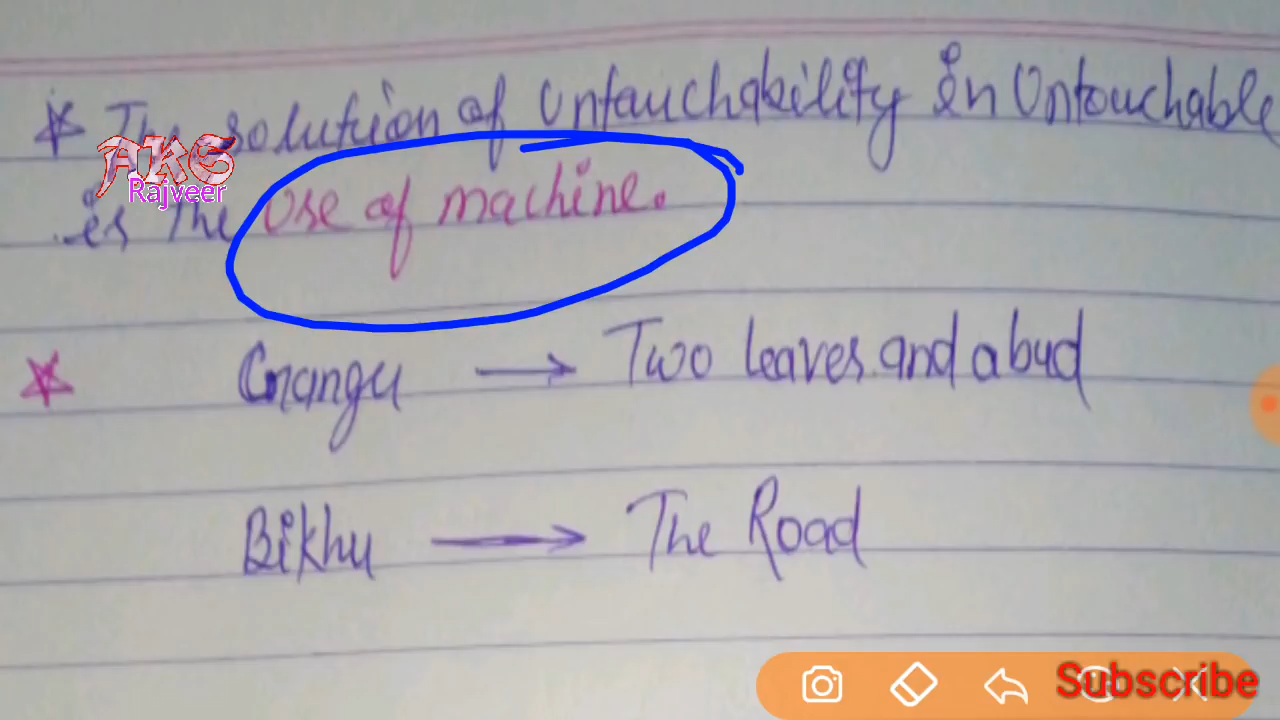 * The solution of Untouchability in Untouchable
AKG
Rajveer
is the Use of machine.
Gangu → Two leaves and a bud
Bikhu → The Road
Subscribe